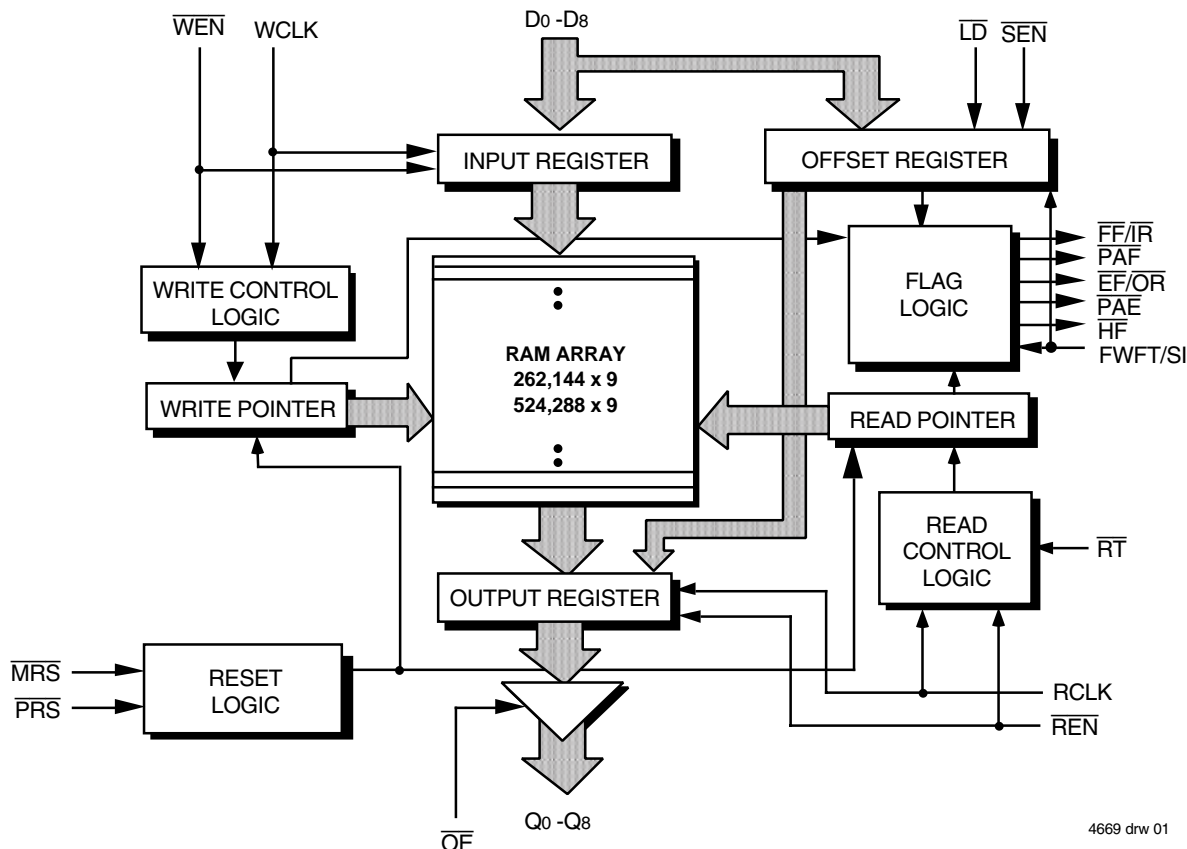 WEN
WCLK
D0 -D8
LD
SEN
INPUT REGISTER
OFFSET REGISTER
WRITE CONTROL
LOGIC
FLAG
LOGIC
FF/IR
PAF
EF/OR
PAE
HF
FWFT/SI
RAM ARRAY
262,144 x 9
524,288 x 9
WRITE POINTER
READ POINTER
READ
CONTROL
LOGIC
RT
OUTPUT REGISTER
MRS
PRS
RESET
LOGIC
RCLK
REN
OE
Q0 -Q8
4669 drw 01